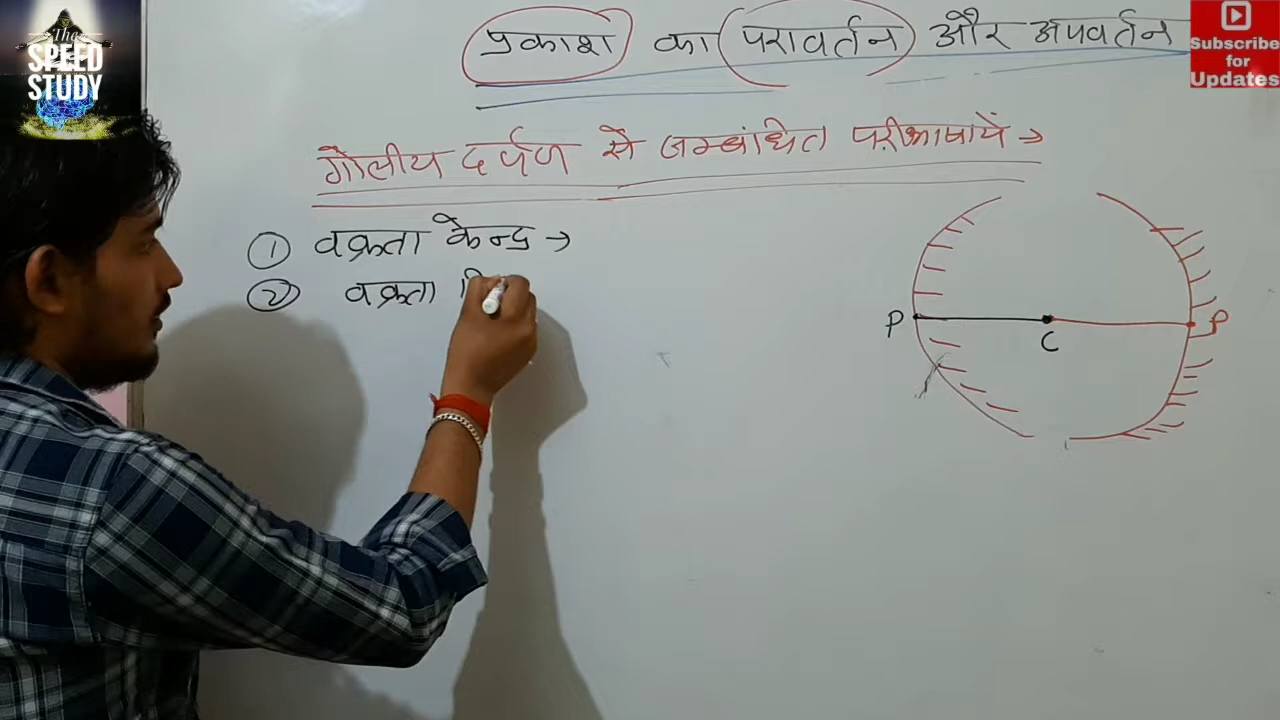 The
SPEED
STUDY
प्रकाश का परावर्तन और अपवर्तन
Subscribe
for
Updates
गोलीय दर्पण से सम्बंधित परिभाषायें →
① वक्रता केन्द्र →
② वक्रता
P
C
P